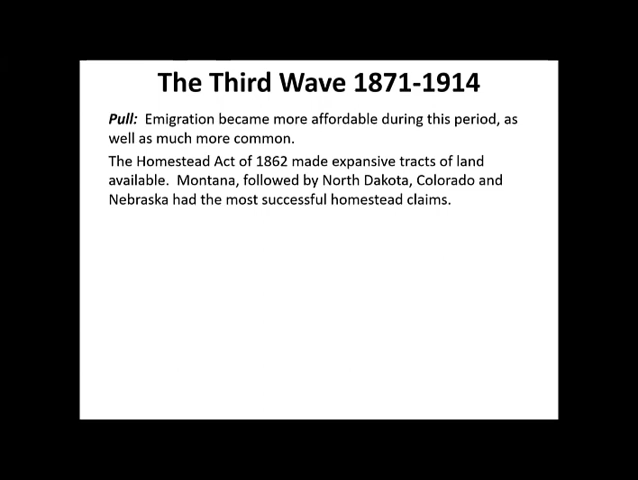 The Third Wave 1871-1914
Pull: Emigration became more affordable during this period, as
well as much more common.
The Homestead Act of 1862 made expansive tracts of land
available. Montana, followed by North Dakota, Colorado and
Nebraska had the most successful homestead claims.